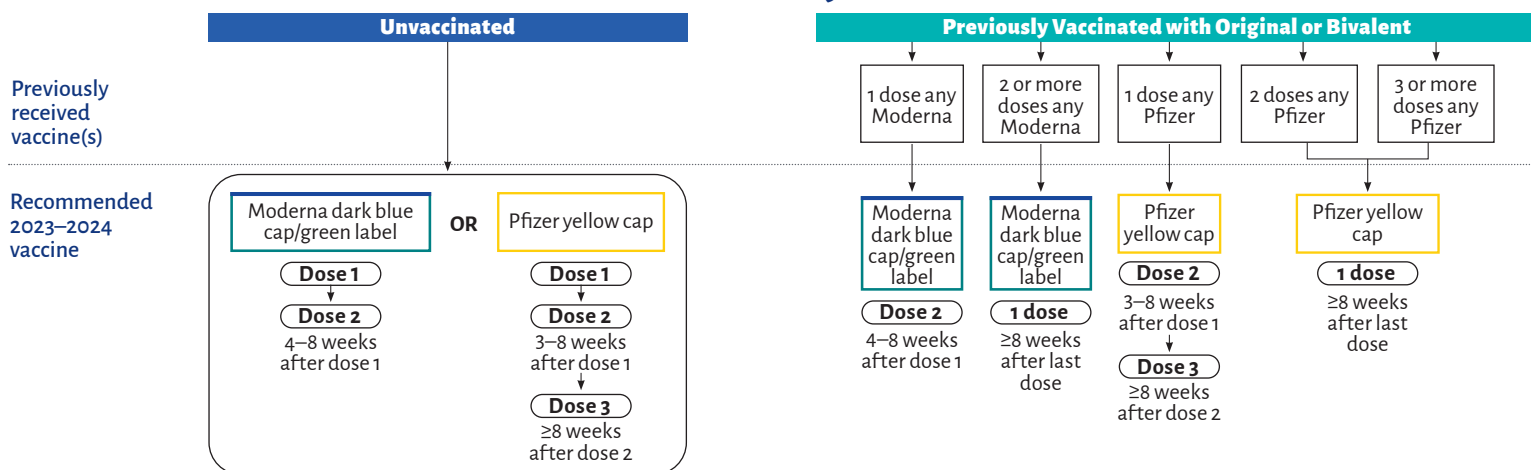 Unvaccinated
Previously Vaccinated with Original or Bivalent
Previously
received
vaccine(s)
1 dose any
Moderna
2 or more
doses any
Moderna
1 dose any
Pfizer
2 doses any
Pfizer
3 or more
doses any
Pfizer
Recommended
2023–2024
vaccine
Moderna dark blue
cap/green label
OR
Pfizer yellow cap
Dose 1
Dose 2
4–8 weeks
after dose 1
Dose 1
Dose 2
3–8 weeks
after dose 1
Dose 3
≥8 weeks
after dose 2
Moderna
dark blue
cap/green
label
Dose 2
4–8 weeks
after dose 1
Moderna
dark blue
cap/green
label
1 dose
≥8 weeks
after last
dose
Pfizer
yellow cap
Dose 2
3–8 weeks
after dose 1
Dose 3
≥8 weeks
after dose 2
Pfizer yellow
cap
1 dose
≥8 weeks
after last
dose